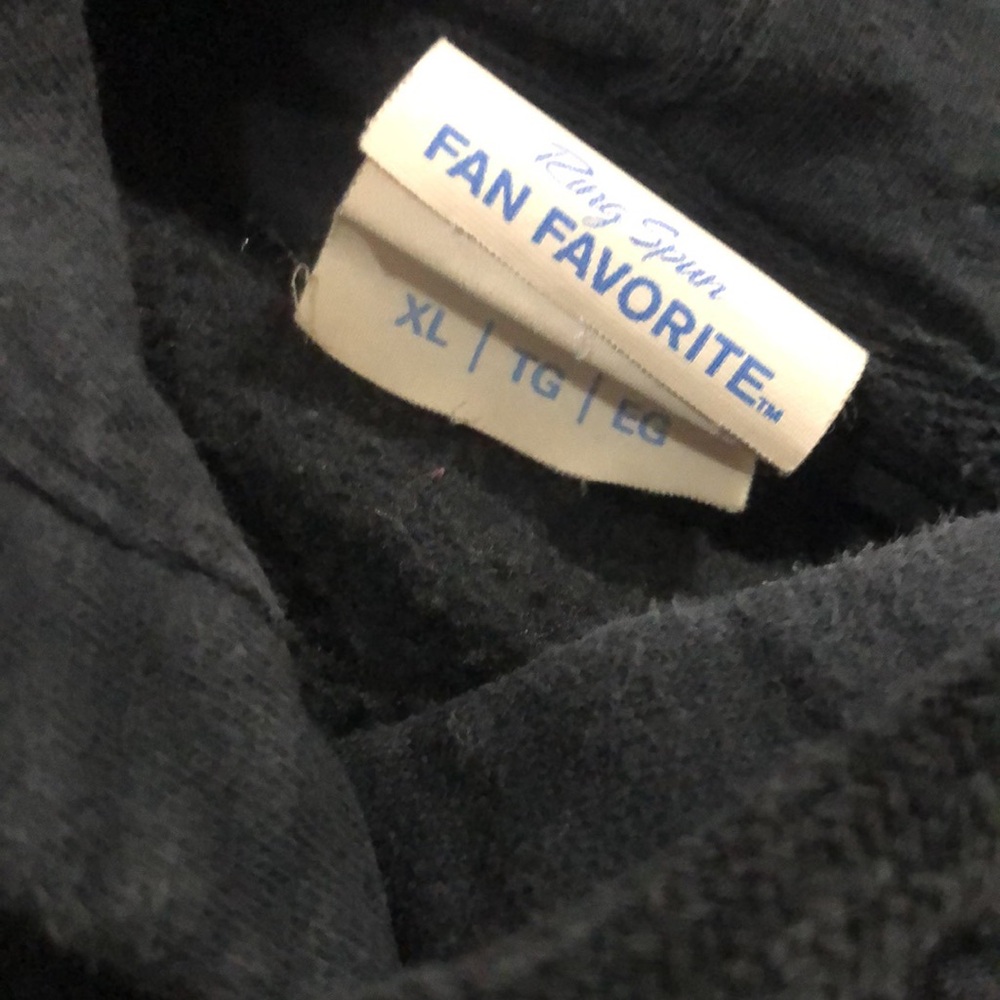 Ring Spun
FAN FAVORITE™
XL | TG | EG